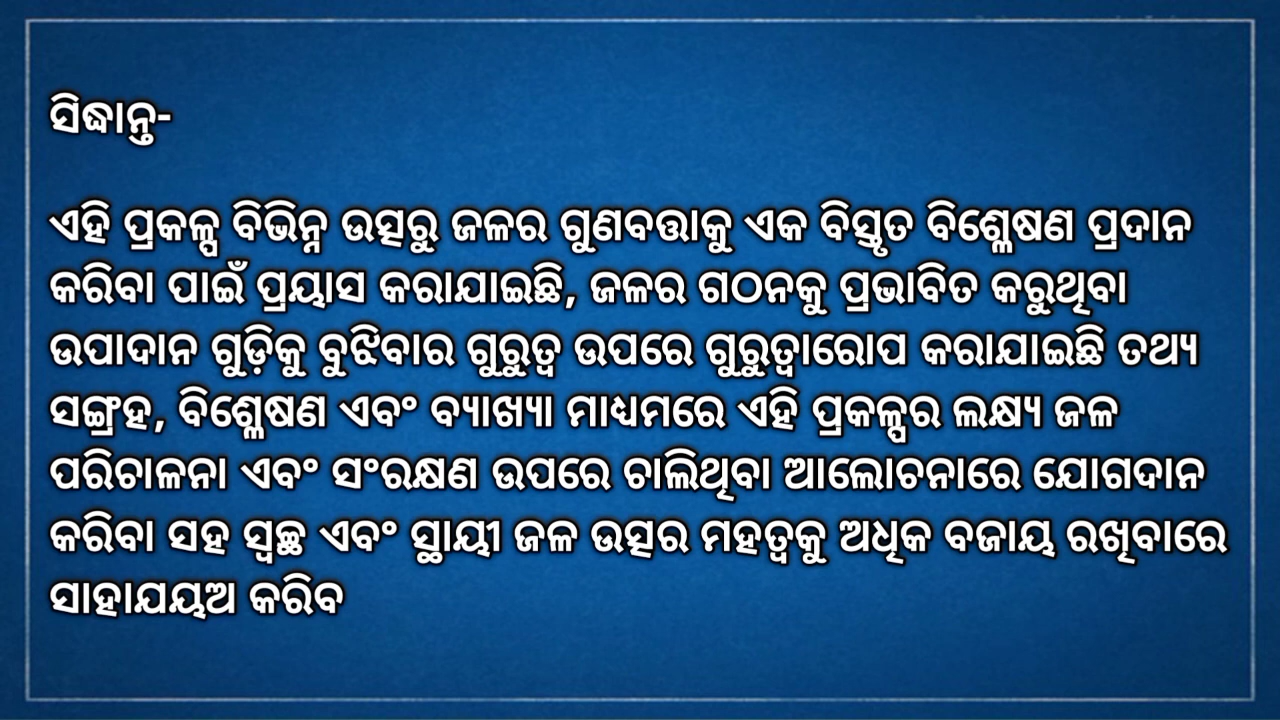 ସିଦ୍ଧାନ୍ତ-
ଏହି ପ୍ରକଳ୍ପ ବିଭିନ୍ନ ଉତ୍ସରୁ ଜଳର ଗୁଣବତ୍ତାକୁ ଏକ ବିସ୍ତୃତ ବିଶ୍ଳେଷଣ ପ୍ରଦାନ
କରିବା ପାଇଁ ପ୍ରୟାସ କରାଯାଇଛି, ଜଳର ଗଠନକୁ ପ୍ରଭାବିତ କରୁଥିବା
ଉପାଦାନ ଗୁଡ଼ିକୁ ବୁଝିବାର ଗୁରୁତ୍ୱ ଉପରେ ଗୁରୁତ୍ୱାରୋପ କରାଯାଇଛି ତଥ୍ୟ
ସଙ୍ଗ୍ରହ, ବିଶ୍ଳେଷଣ ଏବଂ ବ୍ୟାଖ୍ୟା ମାଧ୍ୟମରେ ଏହି ପ୍ରକଳ୍ପର ଲକ୍ଷ୍ୟ ଜଳ
ପରିଚାଳନା ଏବଂ ସଂରକ୍ଷଣ ଉପରେ ଚାଲିଥିବା ଆଲୋଚନାରେ ଯୋଗଦାନ
କରିବା ସହ ସ୍ୱଚ୍ଛ ଏବଂ ସ୍ଥାୟୀ ଜଳ ଉତ୍ସର ମହତ୍ୱକୁ ଅଧିକ ବଜାୟ ରଖିବାରେ
ସାହାଯୟଅ କରିବ